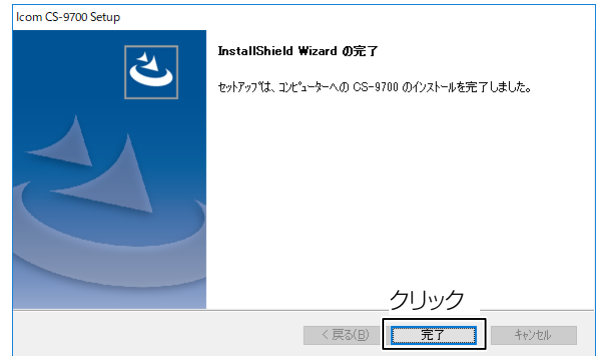 Icom CS-9700 Setup
InstallShield Wizard の完了
セットアップは、コンピューターへの CS-9700 のインストールを完了しました。
クリック
< 戻る(B) 完了 キャンセル